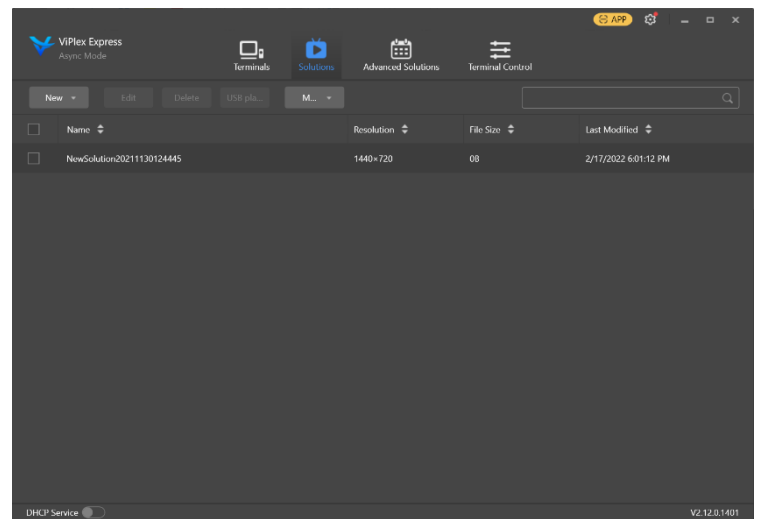 APP
ViPlex Express
Async Mode
Terminals
Solutions
Advanced Solutions
Terminal Control
New
Edit
Delete
USB pla...
M...
Name
Resolution
File Size
Last Modified
NewSolution20211130124445
1440×720
0B
2/17/2022 6:01:12 PM
DHCP Service
V2.12.0.1401